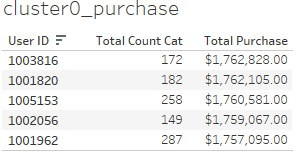 cluster0_purchase
User ID Total Count Cat Total Purchase
1003816 172 $1,762,828.00
1001820 182 $1,762,105.00
1005153 258 $1,760,581.00
1002056 149 $1,759,067.00
1001962 287 $1,757,095.00